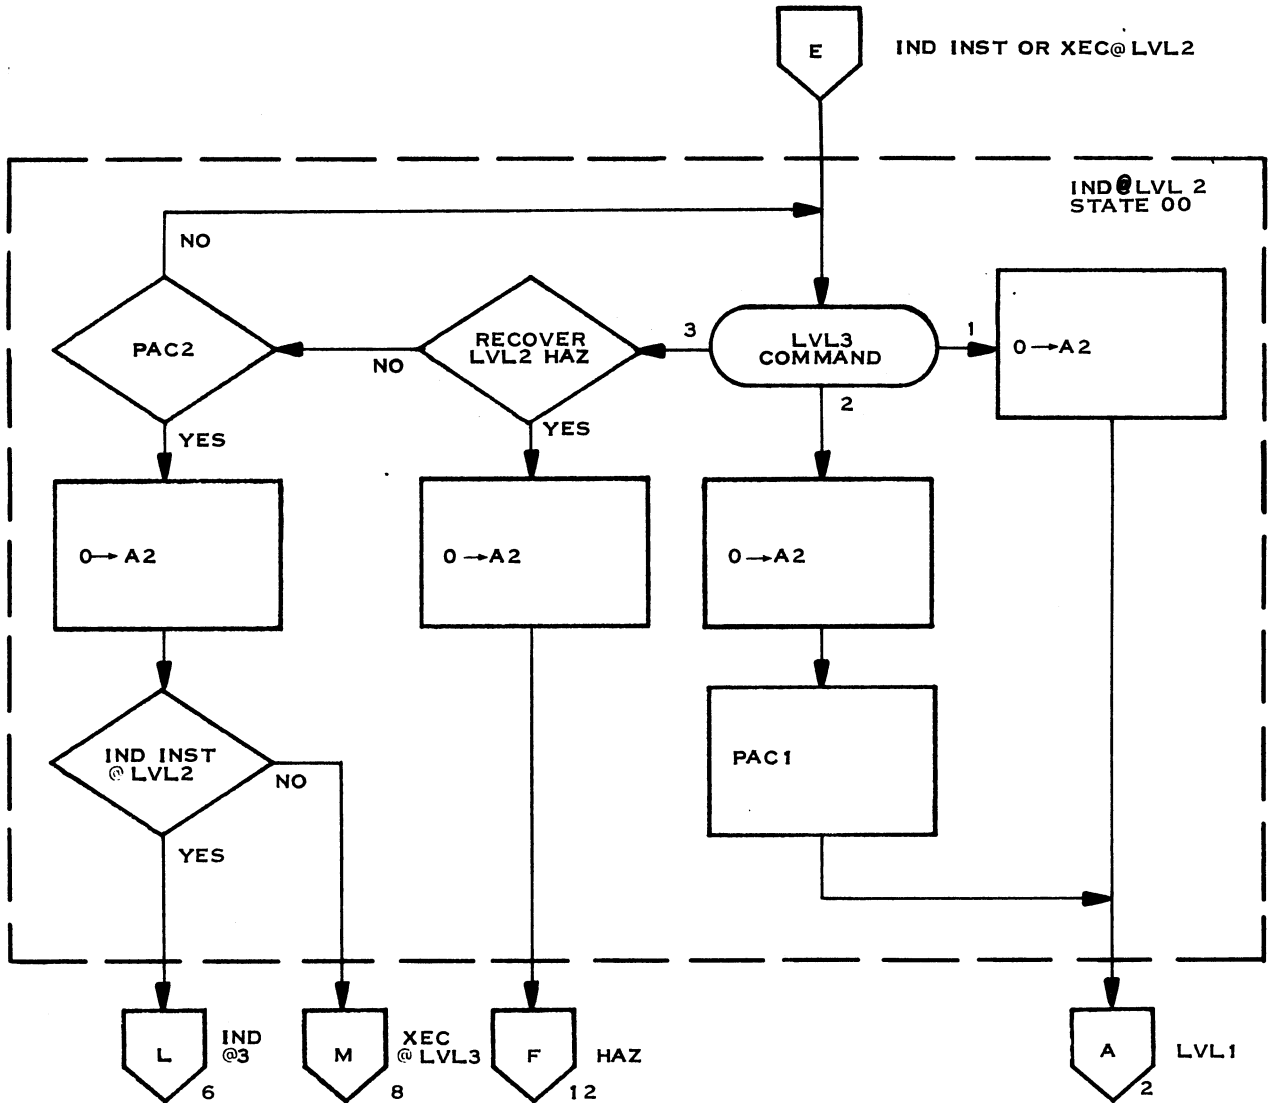 E
IND INST OR XEC@LVL2
IND@LVL 2
STATE 00
NO
PAC2
NO
RECOVER
LVL2 HAZ
3
LVL3
COMMAND
1
0→A2
2
YES
YES
0→A2
0→A2
0→A2
IND INST
@LVL2
NO
PAC1
YES
L
IND
@3
6
M
XEC
@LVL3
8
F
HAZ
12
A
LVL1
2